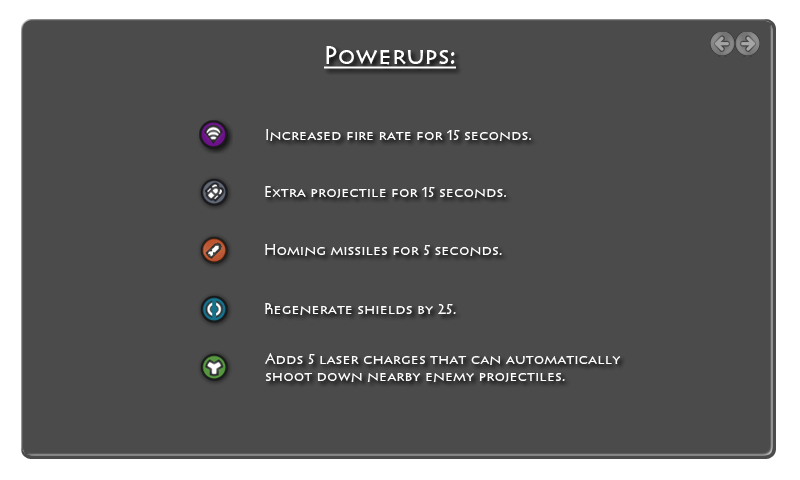 Powerups:
Increased fire rate for 15 seconds.
Extra projectile for 15 seconds.
Homing missiles for 5 seconds.
Regenerate shields by 25.
Adds 5 laser charges that can automatically
shoot down nearby enemy projectiles.